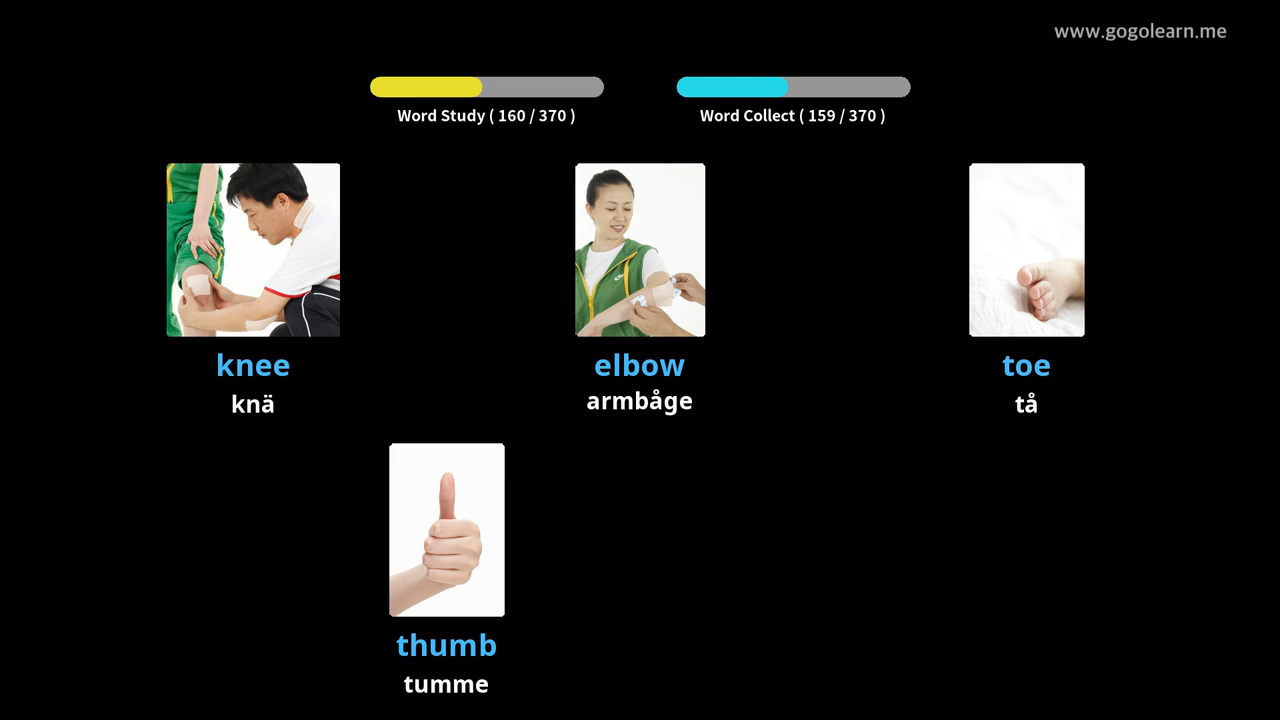 www.gogolearn.me
Word Study ( 160 / 370 )
Word Collect ( 159 / 370 )
knee
knä
elbow
armbåge
toe
tå
thumb
tumme